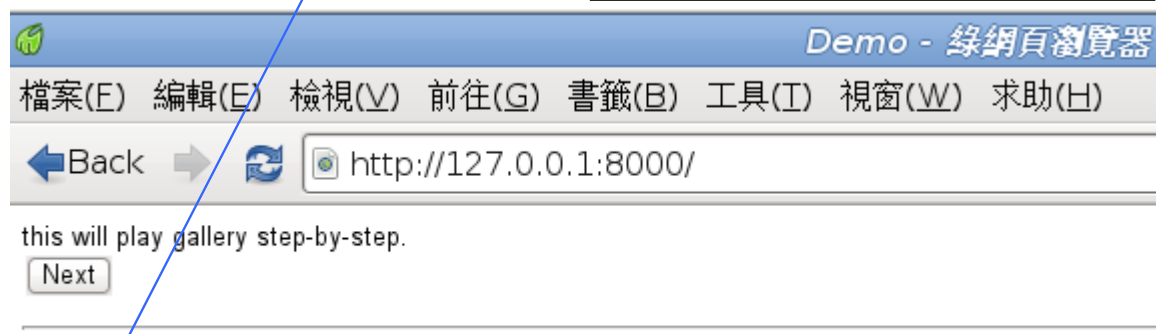 Demo - 綠網頁瀏覽器
檔案(F) 編輯(E) 檢視(V) 前往(G) 書籤(B) 工具(T) 視窗(W) 求助(H)
Back http://127.0.0.1:8000/
this will play gallery step-by-step.
Next